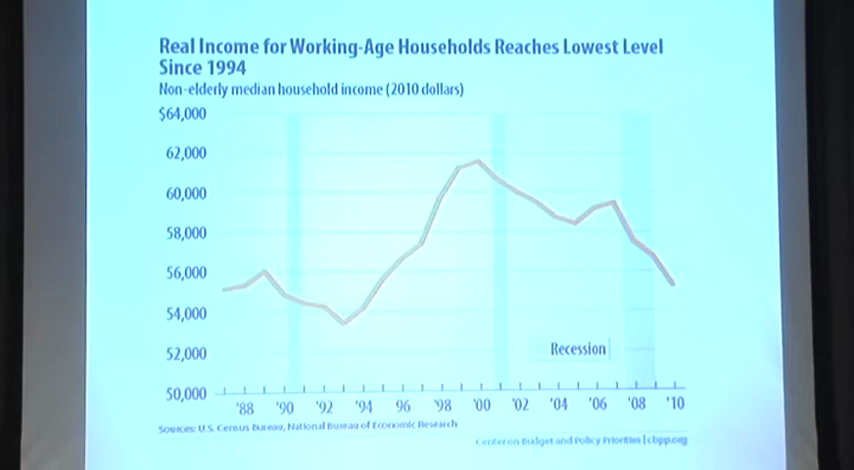 Real Income for Working-Age Households Reaches Lowest Level
Since 1994
Non-elderly median household income (2010 dollars)
$64,000
62,000
60,000
58,000
56,000
54,000
52,000
50,000
Recession
'88 '90 '92 '94 96 '98 '00 '02 '04 '06 '08 '10
Sources: U.S. Census Bureau, National Bureau of Economic Research
Center on Budget and Policy Priorities | cbpp.org